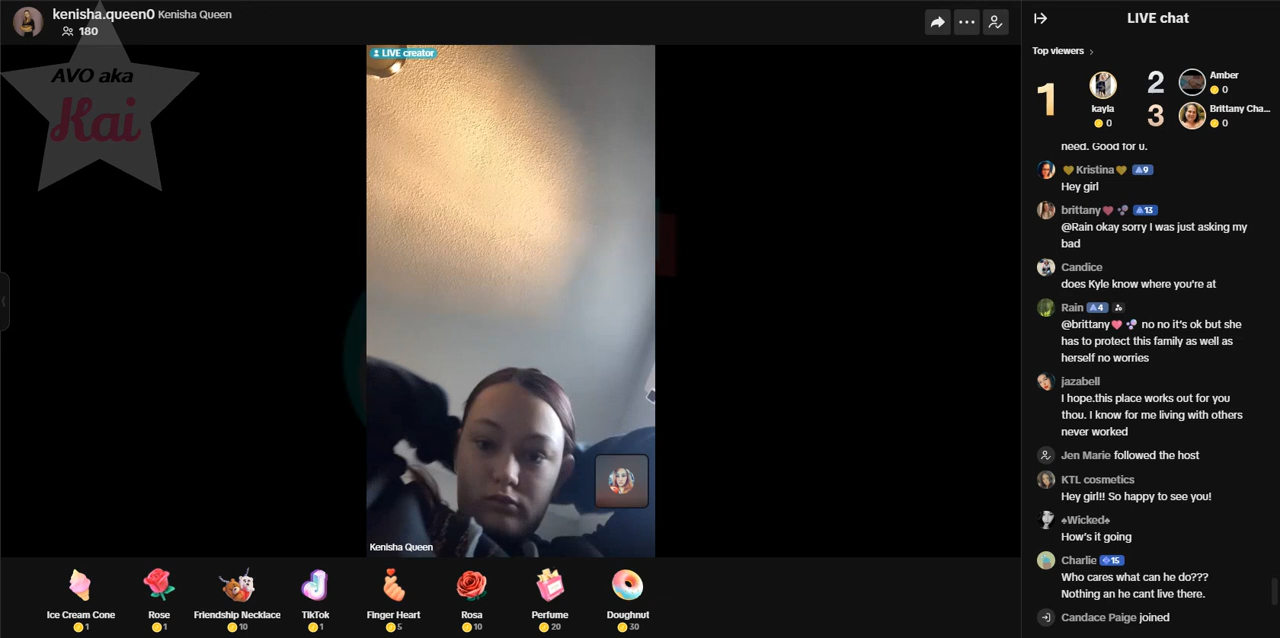 kenisha.queen0 Kenisha Queen
180
AVO aka
Kai
LIVE creator
Kenisha Queen
Ice Cream Cone
1
Rose
1
Friendship Necklace
10
TikTok
1
Finger Heart
5
Rosa
10
Perfume
20
Doughnut
30
LIVE chat
Top viewers
1
kayla
0
2
Amber
0
3
Brittany Cha...
0
need. Good for u.
Kristina 9
Hey girl
brittany 13
@Rain okay sorry I was just asking my
bad
Candice
does Kyle know where you're at
Rain 4
@brittany no no it's ok but she
has to protect this family as well as
herself no worries
jazabell
I hope.this place works out for you
thou. I know for me living with others
never worked
Jen Marie followed the host
KTL cosmetics
Hey girl!! So happy to see you!
♠Wicked♠
How's it going
Charlie 15
Who cares what can he do???
Nothing an he cant live there.
Candace Paige joined